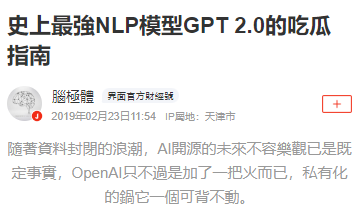 史上最強NLP模型GPT 2.0的吃瓜
指南
腦極體 界面官方財經號
2019年02月23日11:54 IP屬地：天津市
隨著資料封閉的浪潮，AI開源的未來不容樂觀已是既
定事實，OpenAI只不過是加了一把火而已，私有化
的鍋它一個可背不動。